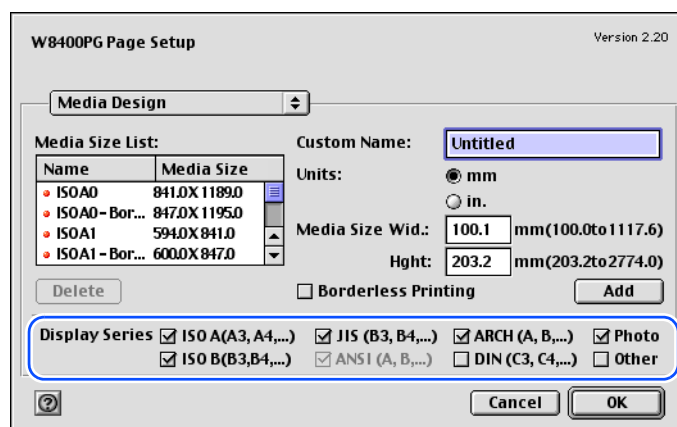 W8400PG Page Setup
Version 2.20
Media Design
Media Size List:
Name Media Size
ISOA0 841.0X1189.0
ISOA0-Bor... 847.0X1195.0
ISOA1 594.0X841.0
ISOA1-Bor... 600.0X847.0
Delete
Custom Name: Untitled
Units: mm
in.
Media Size Wid.: 100.1 mm(100.0to1117.6)
Hght: 203.2 mm(203.2to2774.0)
Borderless Printing Add
Display Series ISO A(A3, A4,...) JIS (B3, B4,...) ARCH (A, B,...) Photo
ISO B(B3,B4,...) ANSI (A, B,...) DIN (C3, C4,...) Other
? Cancel OK